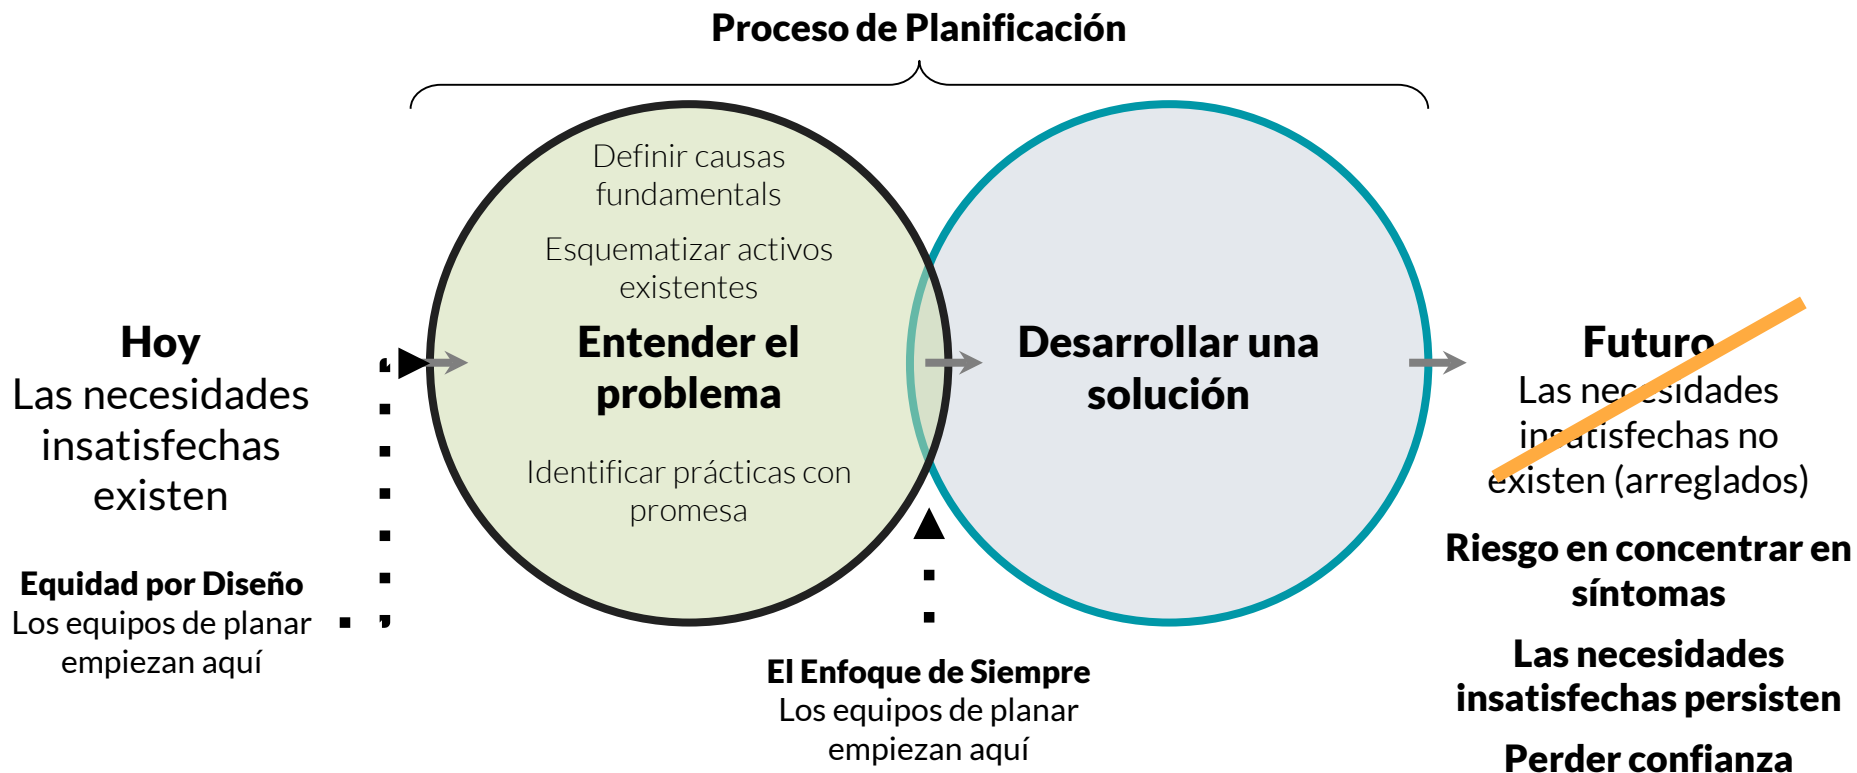 Proceso de Planificación
Definir causas
fundamentals
Esquematizar activos
existentes
Entender el
problema
Identificar prácticas con
promesa
Desarrollar una
solución
Hoy
Las necesidades
insatisfechas
existen
Equidad por Diseño
Los equipos de planar
empiezan aquí
El Enfoque de Siempre
Los equipos de planar
empiezan aquí
Futuro
Las necesidades
insatisfechas no
existen (arreglados)
Riesgo en concentrar en
síntomas
Las necesidades
insatisfechas persisten
Perder confianza